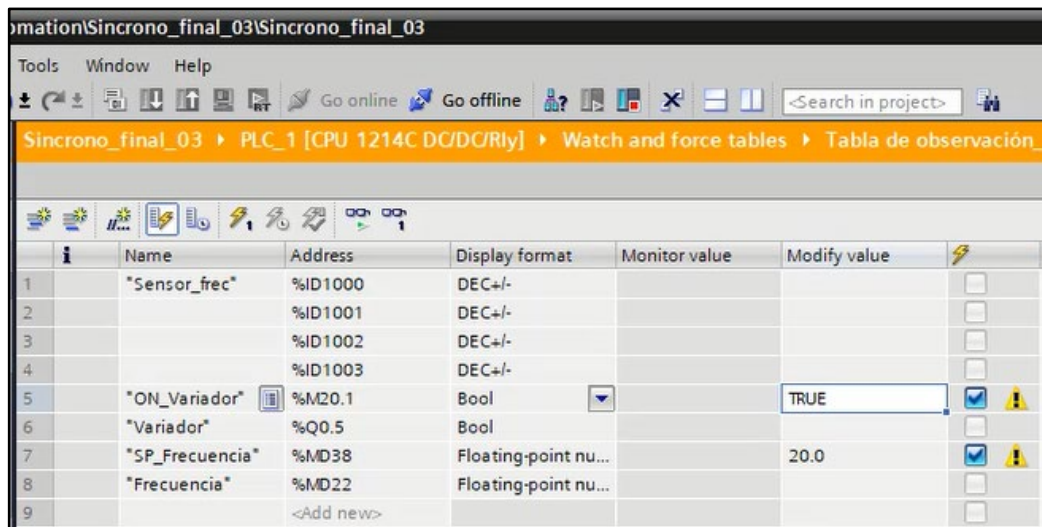 omation\Sincrono_final_03\Sincrono_final_03
Tools Window Help
RT Go online Go offline <Search in project>
Sincrono_final_03 ▸ PLC_1 [CPU 1214C DC/DC/Rly] ▸ Watch and force tables ▸ Tabla de observación_
i Name Address Display format Monitor value Modify value
1 "Sensor_frec" %ID1000 DEC+/-
2 %ID1001 DEC+/-
3 %ID1002 DEC+/-
4 %ID1003 DEC+/-
5 "ON_Variador" %M20.1 Bool TRUE
6 "Variador" %Q0.5 Bool
7 "SP_Frecuencia" %MD38 Floating-point nu... 20.0
8 "Frecuencia" %MD22 Floating-point nu...
9 <Add new>